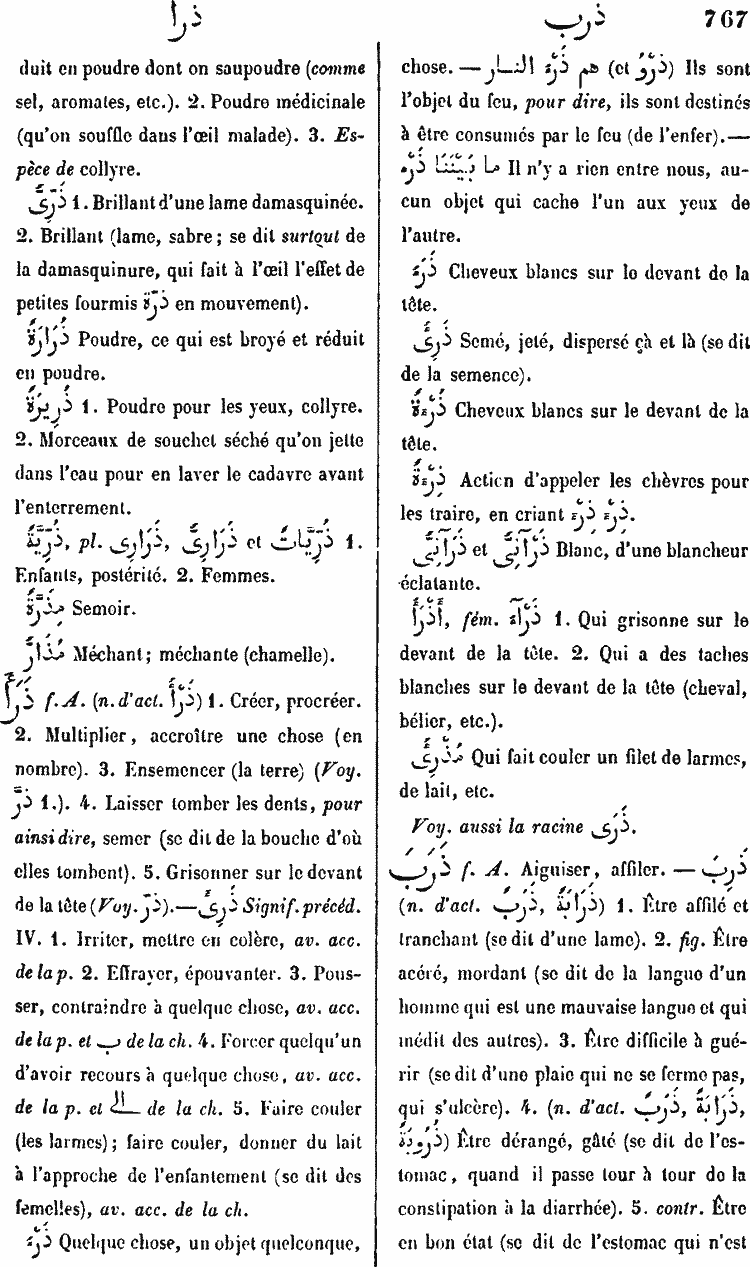 ذرأ
ذرب
767
duit en poudre dont on saupoudre (comme
sel, aromates, etc.). 2. Poudre médicinale
(qu'on souffle dans l'œil malade). 3. Es-
pèce de collyre.
ذَرِّىٌّ 1. Brillant d'une lame damasquinée.
2. Brillant (lame, sabre; se dit surtout de
la damasquinure, qui fait à l'œil l'effet de
petites fourmis ذَرَّة en mouvement).
ذُرَارَةٌ Poudre, ce qui est broyé et réduit
en poudre.
ذَرِيرَةٌ 1. Poudre pour les yeux, collyre.
2. Morceaux de souchet séché qu'on jette
dans l'eau pour en laver le cadavre avant
l'enterrement.
ذُرِّيَّةٌ, pl. ذَرَارِى, ذَرَارِىُّ et ذُرِّيَّاتٌ 1.
Enfants, postérité. 2. Femmes.
مِذَرَّةٌ Semoir.
مُذَارٌّ Méchant; méchante (chamelle).
ذَرَأَ f. A. (n. d'act. ذَرْأٌ) 1. Créer, procréer.
2. Multiplier, accroître une chose (en
nombre). 3. Ensemencer (la terre) (Voy.
ذَرَّ 1.). 4. Laisser tomber les dents, pour
ainsi dire, semer (se dit de la bouche d'où
elles tombent). 5. Grisonner sur le devant
de la tête (Voy. ذَرَّ).—ذَرِئَ Signif. précéd.
IV. 1. Irriter, mettre en colère, av. acc.
de la p. 2. Effrayer, épouvanter. 3. Pous-
ser, contraindre à quelque chose, av. acc.
de la p. et ب de la ch. 4. Forcer quelqu'un
d'avoir recours à quelque chose, av. acc.
de la p. et إلى de la ch. 5. Faire couler
(les larmes); faire couler, donner du lait
à l'approche de l'enfantement (se dit des
femelles), av. acc. de la ch.
ذَرْءٌ Quelque chose, un objet quelconque,
chose. — هم ذَرْءُ النار (et ذَرْوُ) Ils sont
l'objet du feu, pour dire, ils sont destinés
à être consumés par le feu (de l'enfer).—
ما بَيْنَنَا ذَرْءٌ Il n'y a rien entre nous, au-
cun objet qui cache l'un aux yeux de
l'autre.
ذَرَءٌ Cheveux blancs sur le devant de la
tête.
ذَرِىءٌ Semé, jeté, dispersé çà et là (se dit
de la semence).
ذُرْءَةٌ Cheveux blancs sur le devant de la
tête.
ذَرْءَةٌ Action d'appeler les chèvres pour
les traire, en criant ذَرْءَ ذَرْءَ.
ذَرْآنِىٌّ et ذَرَآنِىٌّ Blanc, d'une blancheur
éclatante.
أَذْرَأُ, fém. ذَرْآءُ 1. Qui grisonne sur le
devant de la tête. 2. Qui a des taches
blanches sur le devant de la tête (cheval,
bélier, etc.).
مُذْرِئٌ Qui fait couler un filet de larmes,
de lait, etc.
Voy. aussi la racine ذَرَى.
ذَرَبَ f. A. Aiguiser, affiler. — ذَرِبَ
(n. d'act. ذَرَبٌ, ذَرَابَةٌ) 1. Être affilé et
tranchant (se dit d'une lame). 2. fig. Être
acéré, mordant (se dit de la langue d'un
homme qui est une mauvaise langue et qui
médit des autres). 3. Être difficile à gué-
rir (se dit d'une plaie qui ne se ferme pas,
qui s'ulcère). 4. (n. d'act. ذَرَبٌ, ذَرَابَةٌ,
ذُرُوبَةٌ) Être dérangé, gâté (se dit de l'es-
tomac, quand il passe tour à tour de la
constipation à la diarrhée). 5. contr. Être
en bon état (se dit de l'estomac qui n'est